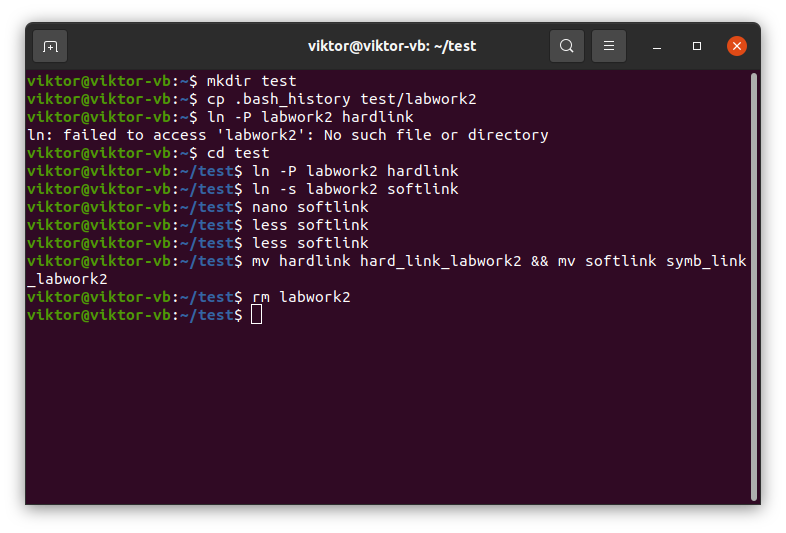 viktor@viktor-vb: ~/test
viktor@viktor-vb:~$ mkdir test
viktor@viktor-vb:~$ cp .bash_history test/labwork2
viktor@viktor-vb:~$ ln -P labwork2 hardlink
ln: failed to access 'labwork2': No such file or directory
viktor@viktor-vb:~$ cd test
viktor@viktor-vb:~/test$ ln -P labwork2 hardlink
viktor@viktor-vb:~/test$ ln -s labwork2 softlink
viktor@viktor-vb:~/test$ nano softlink
viktor@viktor-vb:~/test$ less softlink
viktor@viktor-vb:~/test$ less softlink
viktor@viktor-vb:~/test$ mv hardlink hard_link_labwork2 && mv softlink symb_link
_labwork2
viktor@viktor-vb:~/test$ rm labwork2
viktor@viktor-vb:~/test$